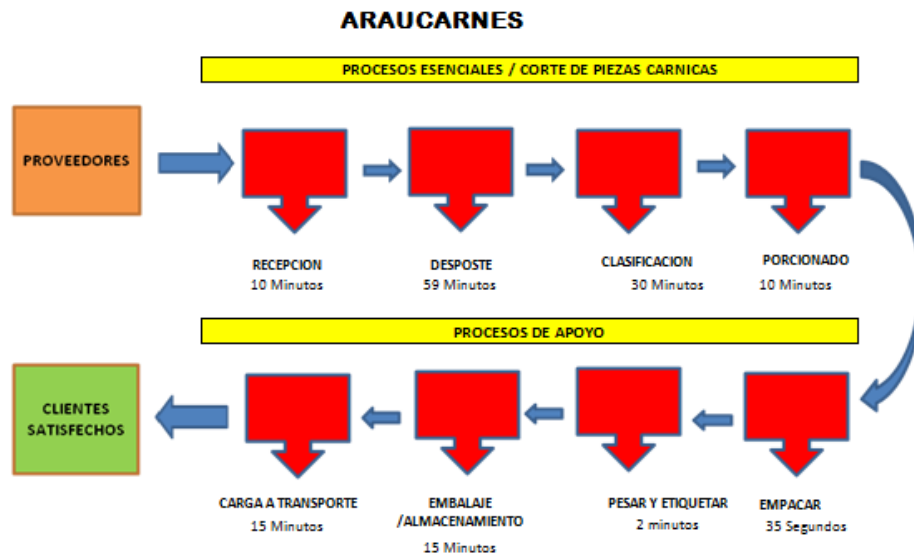 ARAUCARNES
PROCESOS ESENCIALES / CORTE DE PIEZAS CARNICAS
PROVEEDORES
RECEPCION
10 Minutos
DESPOSTE
59 Minutos
CLASIFICACION
30 Minutos
PORCIONADO
10 Minutos
PROCESOS DE APOYO
CLIENTES
SATISFECHOS
CARGA A TRANSPORTE
15 Minutos
EMBALAJE
/ALMACENAMIENTO
15 Minutos
PESAR Y ETIQUETAR
2 minutos
EMPACAR
35 Segundos